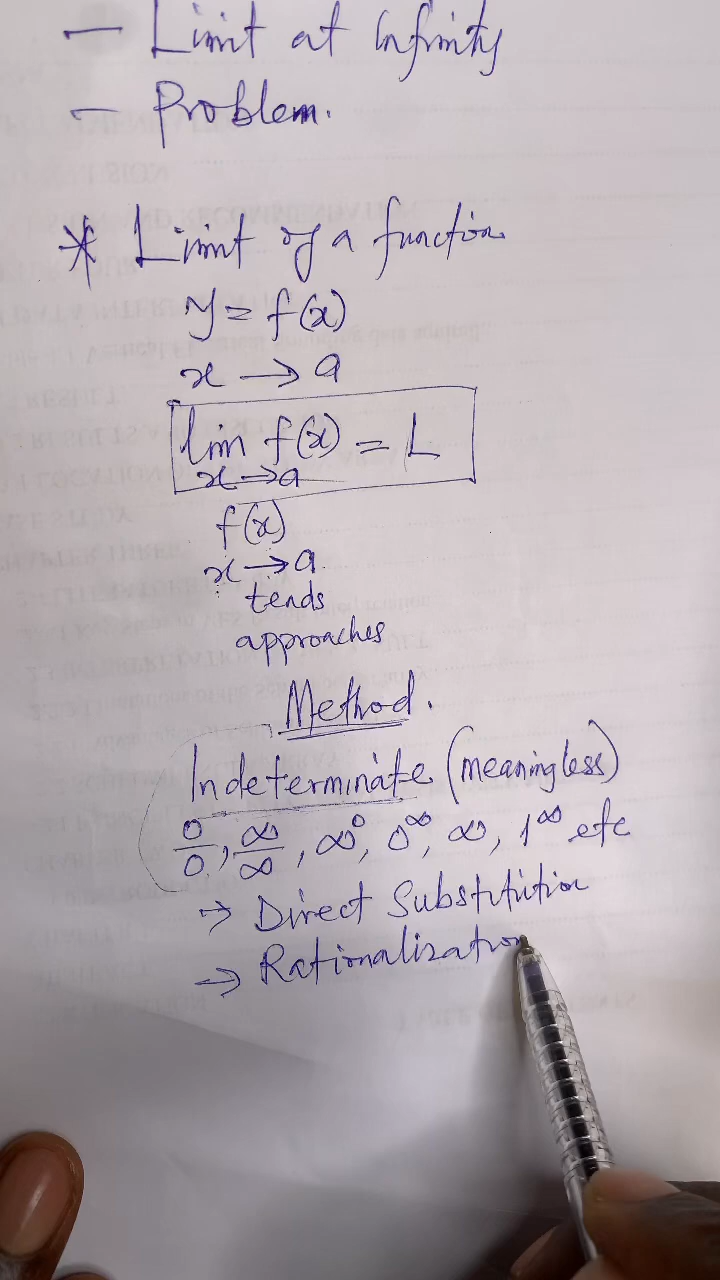 - Limit at Infinity
- Problem.
* Limit of a function
y = f(x)
x → a
lim f(x) = L
x→a
f(x)
x → a
tends
approaches
Method.
Indeterminate (meaningless)
0/0, ∞/∞, ∞⁰, 0^∞, ∞, 1^∞ etc
→ Direct Substitution
→ Rationalization